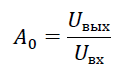 A₀ = Uвых / Uвх